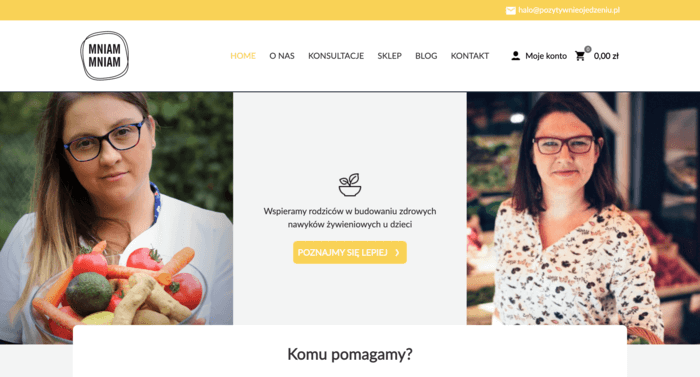 halo@pozytywnieojedzeniu.pl
MNIAM
MNIAM
HOME O NAS KONSULTACJE SKLEP BLOG KONTAKT Moje konto 0 0,00 zł
Wspieramy rodziców w budowaniu zdrowych
nawyków żywieniowych u dzieci
POZNAJMY SIĘ LEPIEJ
Komu pomagamy?